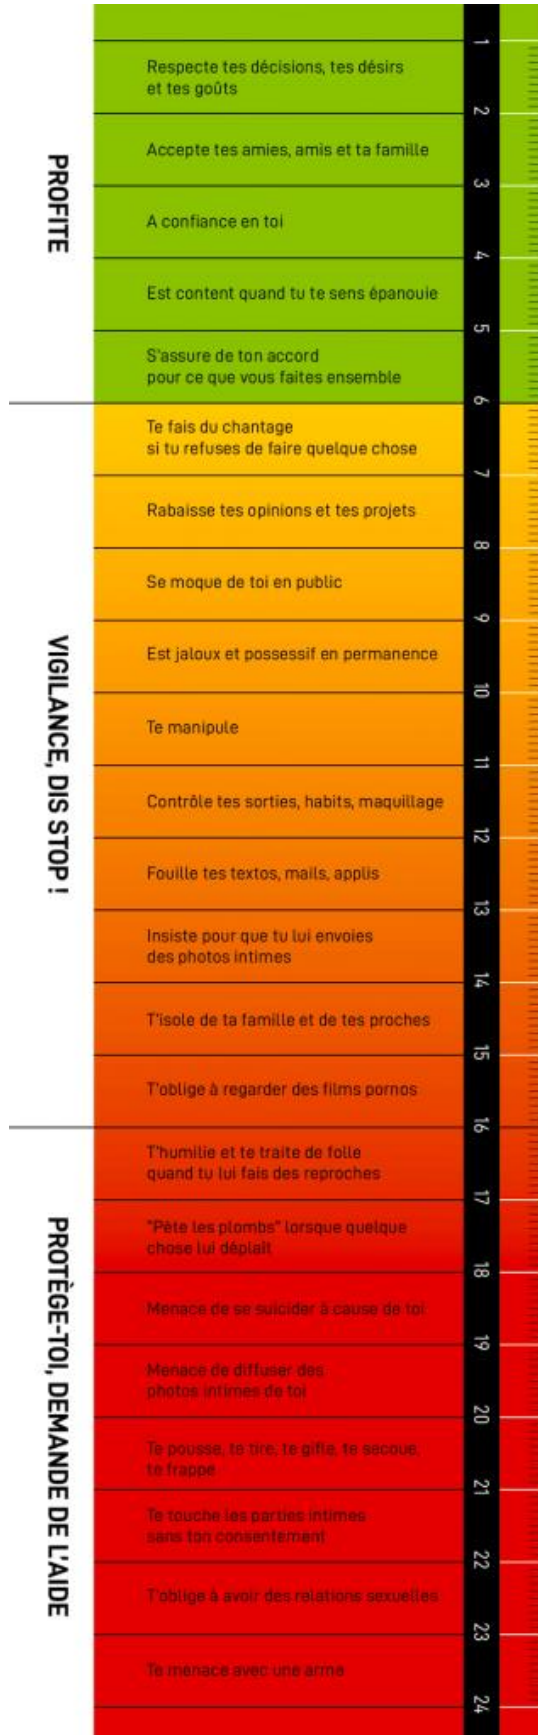 PROFITE
1
Respecte tes décisions, tes désirs
et tes goûts
2
Accepte tes amies, amis et ta famille
3
A confiance en toi
4
Est content quand tu te sens épanouie
5
S'assure de ton accord
pour ce que vous faites ensemble
6
VIGILANCE, DIS STOP !
Te fais du chantage
si tu refuses de faire quelque chose
7
Rabaisse tes opinions et tes projets
8
Se moque de toi en public
9
Est jaloux et possessif en permanence
10
Te manipule
11
Contrôle tes sorties, habits, maquillage
12
Fouille tes textos, mails, applis
13
Insiste pour que tu lui envoies
des photos intimes
14
T'isole de ta famille et de tes proches
15
T'oblige à regarder des films pornos
16
PROTÈGE-TOI, DEMANDE DE L'AIDE
T'humilie et te traite de folle
quand tu lui fais des reproches
17
"Pète les plombs" lorsque quelque
chose lui déplaît
18
Menace de se suicider à cause de toi
19
Menace de diffuser des
photos intimes de toi
20
Te pousse, te tire, te gifle, te secoue,
te frappe
21
Te touche les parties intimes
sans ton consentement
22
T'oblige à avoir des relations sexuelles
23
Te menace avec une arme
24